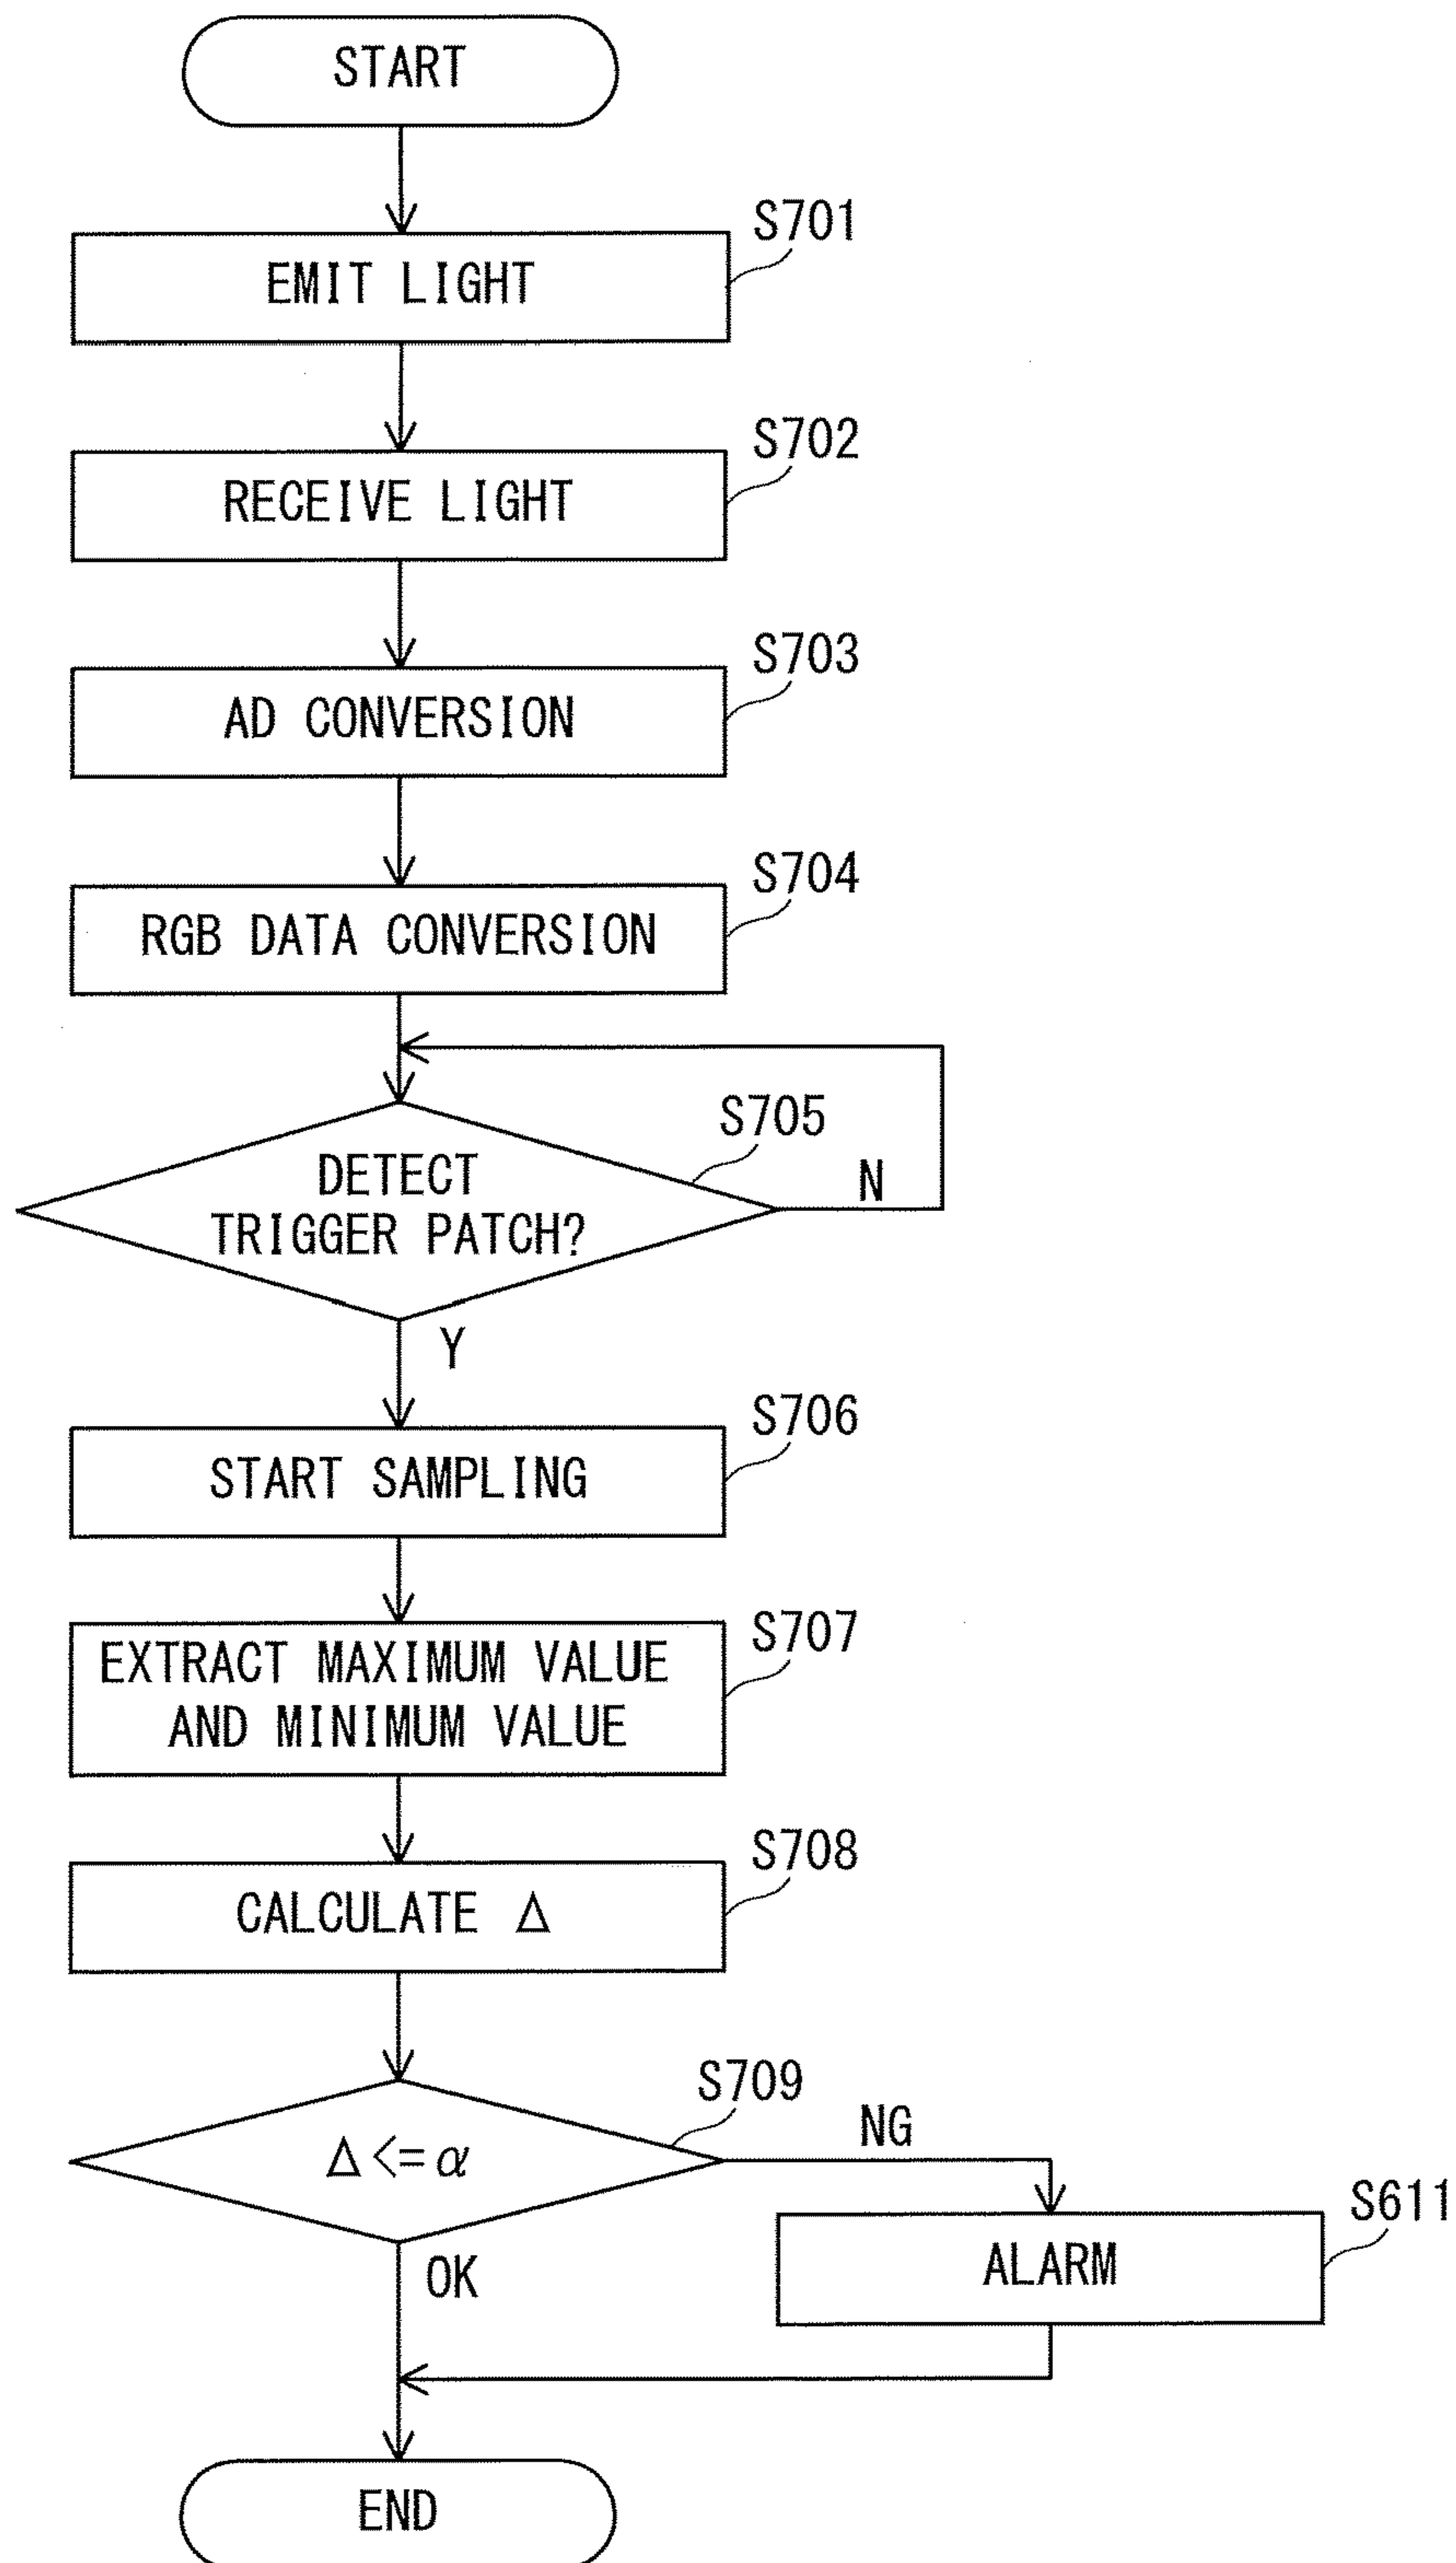 START
S701
EMIT LIGHT
S702
RECEIVE LIGHT
S703
AD CONVERSION
S704
RGB DATA CONVERSION
S705
DETECT
TRIGGER PATCH?
N
Y
S706
START SAMPLING
S707
EXTRACT MAXIMUM VALUE
AND MINIMUM VALUE
S708
CALCULATE Δ
S709
Δ<=α
NG
S611
ALARM
OK
END